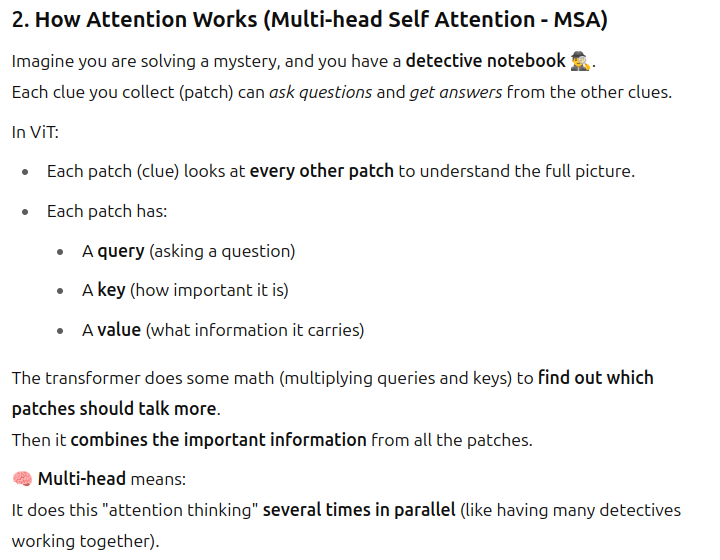 2. How Attention Works (Multi-head Self Attention - MSA)
Imagine you are solving a mystery, and you have a detective notebook 🕵️.
Each clue you collect (patch) can ask questions and get answers from the other clues.
In ViT:
• Each patch (clue) looks at every other patch to understand the full picture.
• Each patch has:
• A query (asking a question)
• A key (how important it is)
• A value (what information it carries)
The transformer does some math (multiplying queries and keys) to find out which
patches should talk more.
Then it combines the important information from all the patches.
🧠 Multi-head means:
It does this "attention thinking" several times in parallel (like having many detectives
working together).